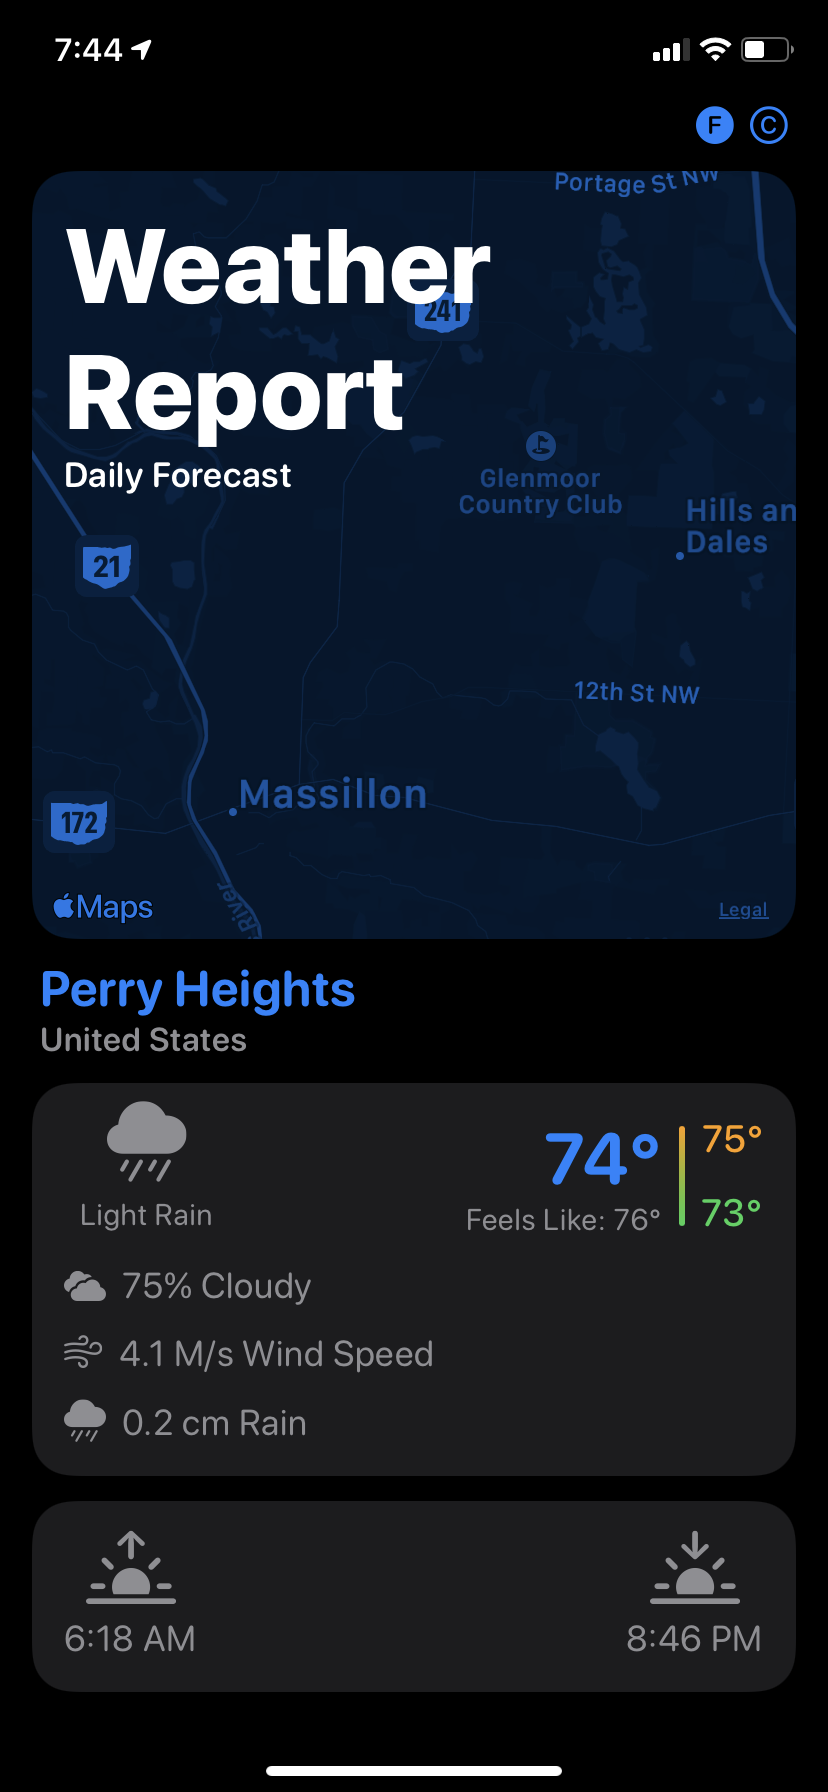 7:44
F C
Portage St NW
Weather
241
Report
Daily Forecast
Glenmoor
Country Club
Hills an
Dales
21
12th St NW
Massillon
172
River
Maps
Legal
Perry Heights
United States
74°
75°
73°
Light Rain
Feels Like: 76°
75% Cloudy
4.1 M/s Wind Speed
0.2 cm Rain
6:18 AM
8:46 PM